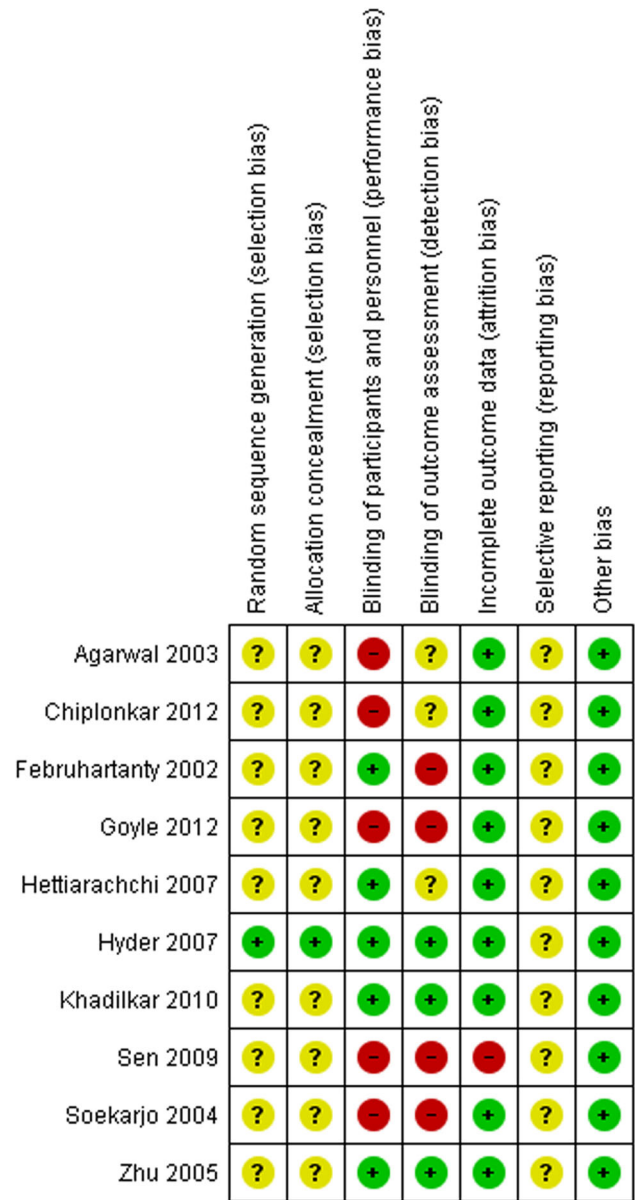 Random sequence generation (selection bias)
Allocation concealment (selection bias)
Blinding of participants and personnel (performance bias)
Blinding of outcome assessment (detection bias)
Incomplete outcome data (attrition bias)
Selective reporting (reporting bias)
Other bias
Agarwal 2003 ? ? - ? + ? +
Chiplonkar 2012 ? ? - ? + ? +
Februhartanty 2002 ? ? + - + ? +
Goyle 2012 ? ? - - + ? +
Hettiarachchi 2007 ? ? + ? + ? +
Hyder 2007 + + + + + ? +
Khadilkar 2010 ? ? + + + ? +
Sen 2009 ? ? - - - ? +
Soekarjo 2004 ? ? - - + ? +
Zhu 2005 ? ? + + + ? +